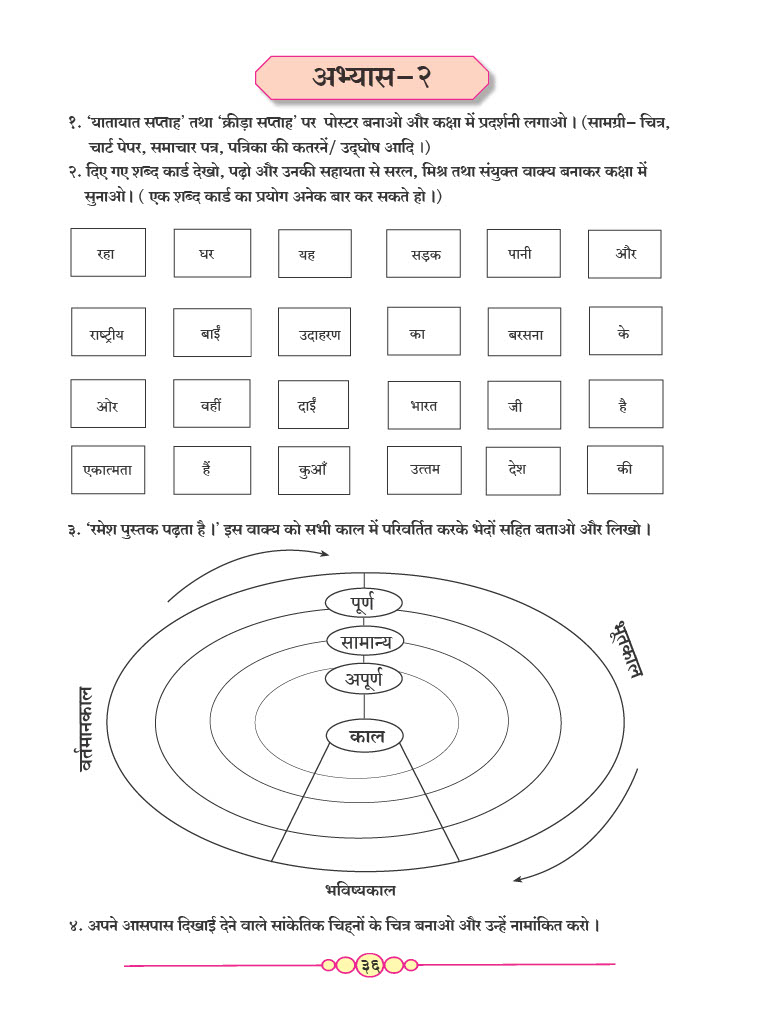 अभ्यास-२
१. ‘यातायात सप्ताह’ तथा ‘क्रीड़ा सप्ताह’ पर पोस्टर बनाओ और कक्षा में प्रदर्शनी लगाओ । (सामग्री- चित्र,
चार्ट पेपर, समाचार पत्र, पत्रिका की कतरनें/ उद्घोष आदि ।)
२. दिए गए शब्द कार्ड देखो, पढ़ो और उनकी सहायता से सरल, मिश्र तथा संयुक्त वाक्य बनाकर कक्षा में
सुनाओ । ( एक शब्द कार्ड का प्रयोग अनेक बार कर सकते हो ।)
रहा घर यह सड़क पानी और
राष्ट्रीय बाईं उदाहरण का बरसना के
ओर वहीं दाईं भारत जी है
एकात्मता हैं कुआँ उत्तम देश की
३. ‘रमेश पुस्तक पढ़ता है ।’ इस वाक्य को सभी काल में परिवर्तित करके भेदों सहित बताओ और लिखो ।
पूर्ण
सामान्य
अपूर्ण
काल
वर्तमानकाल
भूतकाल
भविष्यकाल
४. अपने आसपास दिखाई देने वाले सांकेतिक चिह्नों के चित्र बनाओ और उन्हें नामांकित करो ।
३६